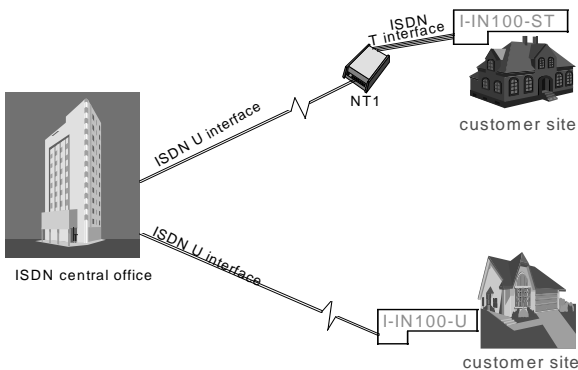 ISDN
T interface
I-IN100-ST
NT1
customer site
ISDN U interface
ISDN central office
ISDN U interface
I-IN100-U
customer site